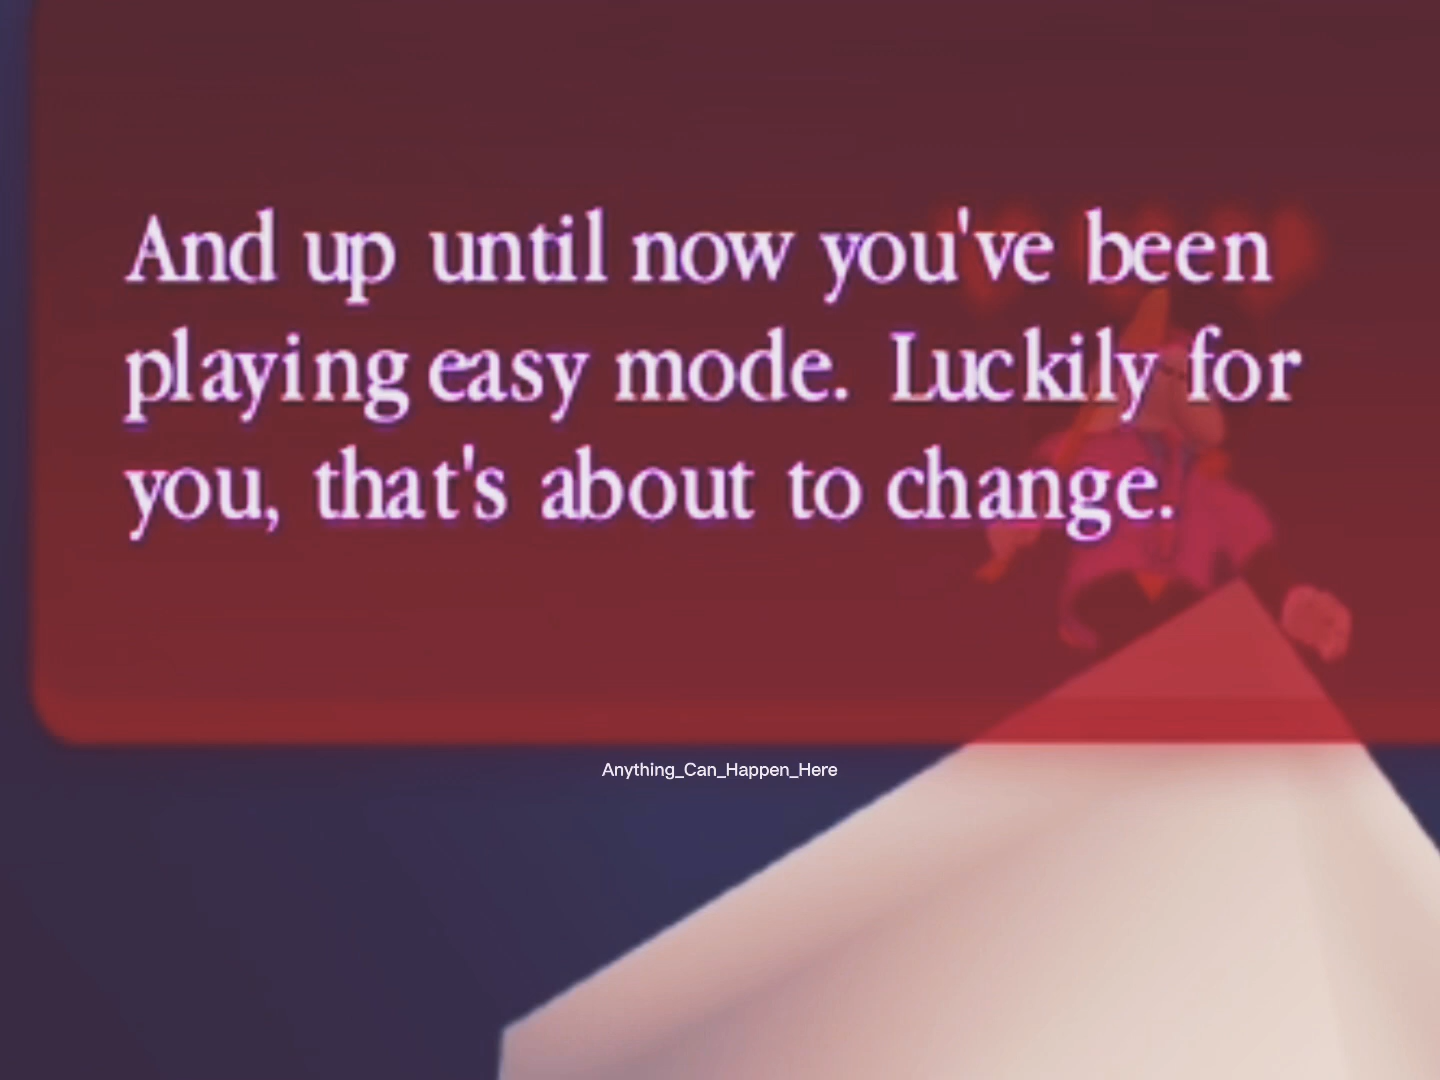 And up until now you've been
playing easy mode. Luckily for
you, that's about to change.
Anything_Can_Happen_Here